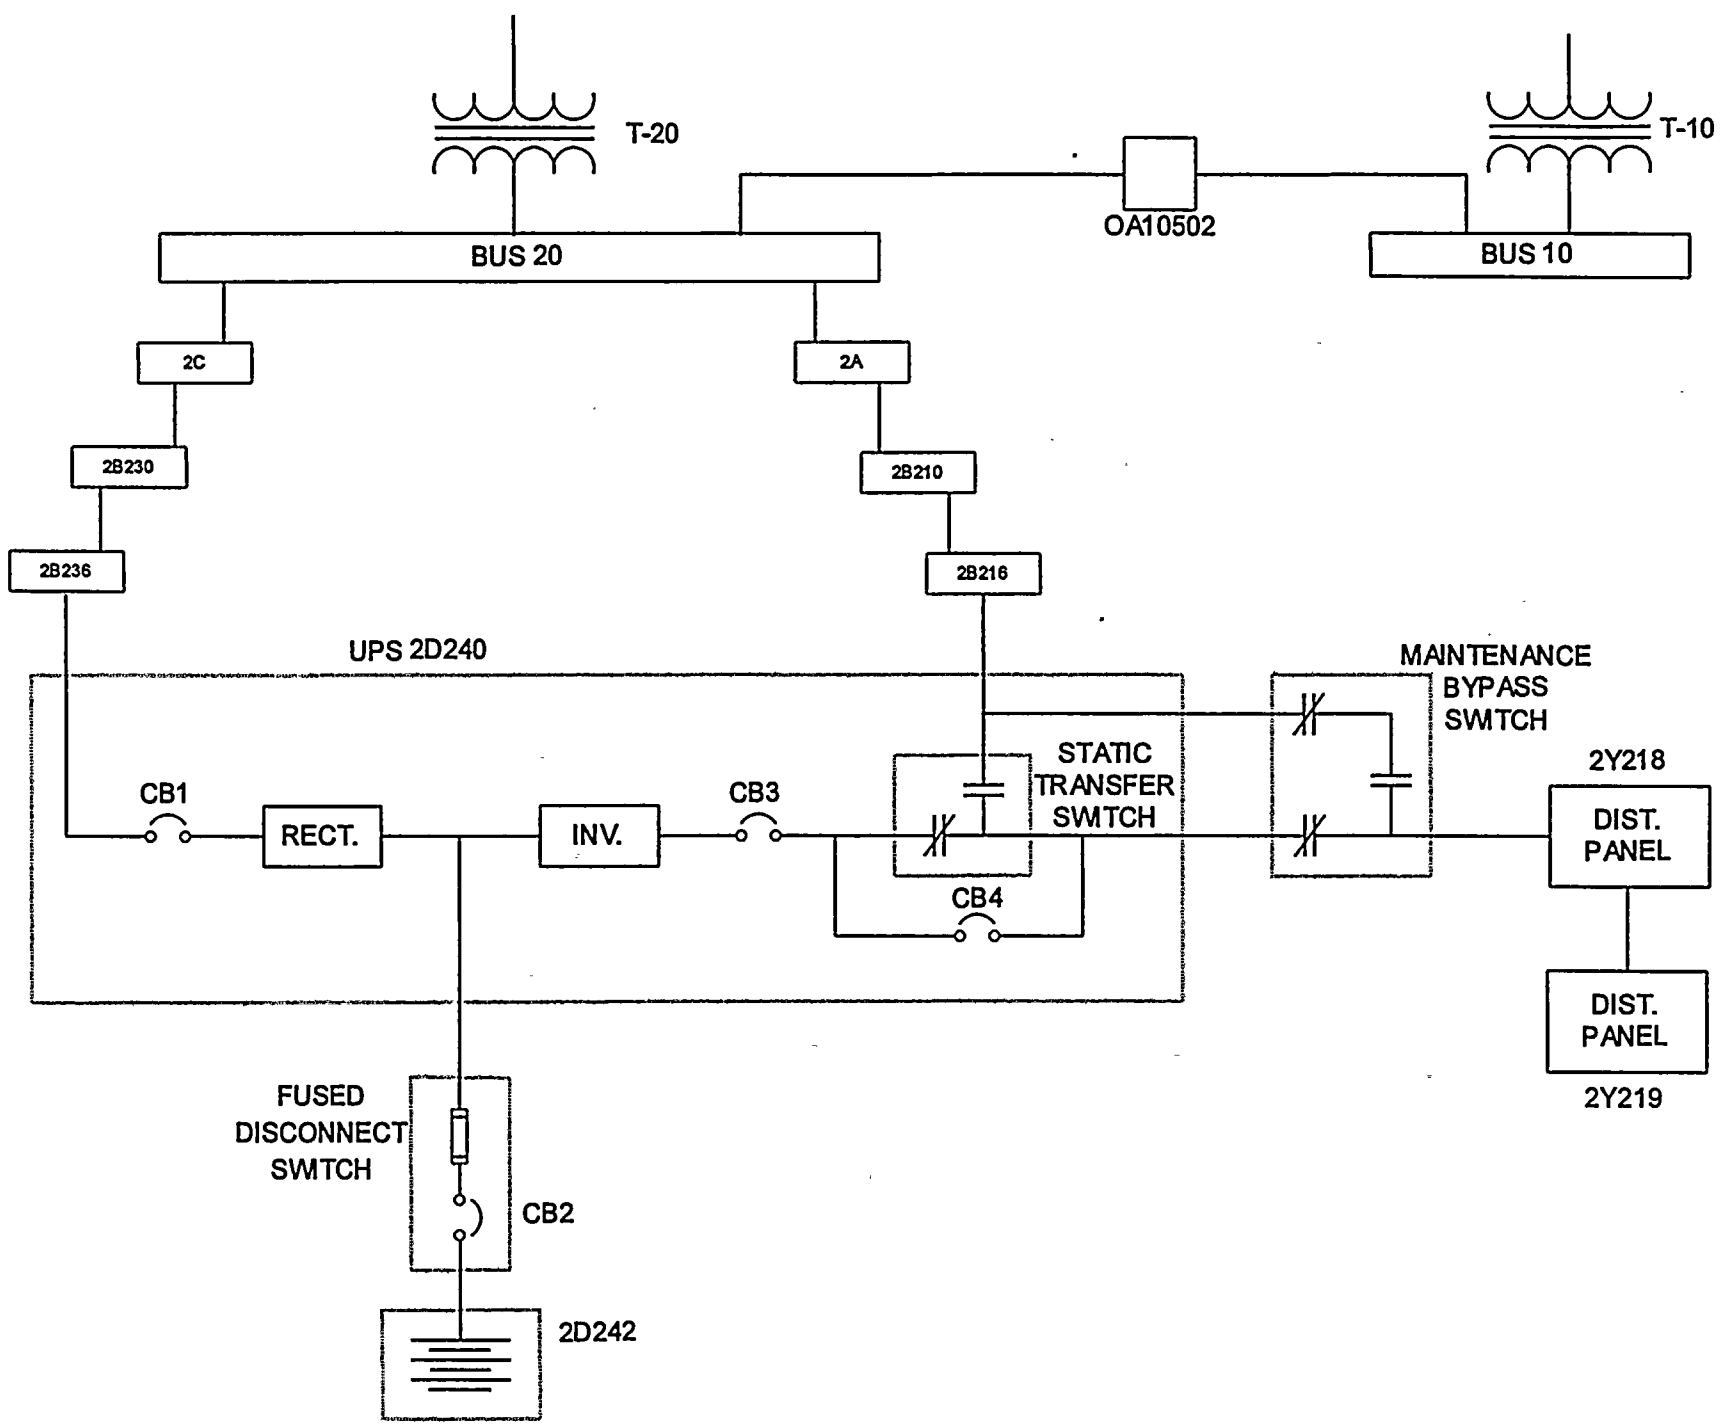 T-20
T-10
OA10502
BUS 20
BUS 10
2C
2A
2B230
2B210
2B236
2B216
UPS 2D240
MAINTENANCE
BYPASS
SWITCH
STATIC
TRANSFER
SWITCH
2Y218
CB1
CB3
RECT.
INV.
DIST.
PANEL
CB4
DIST.
PANEL
2Y219
FUSED
DISCONNECT
SWITCH
CB2
2D242